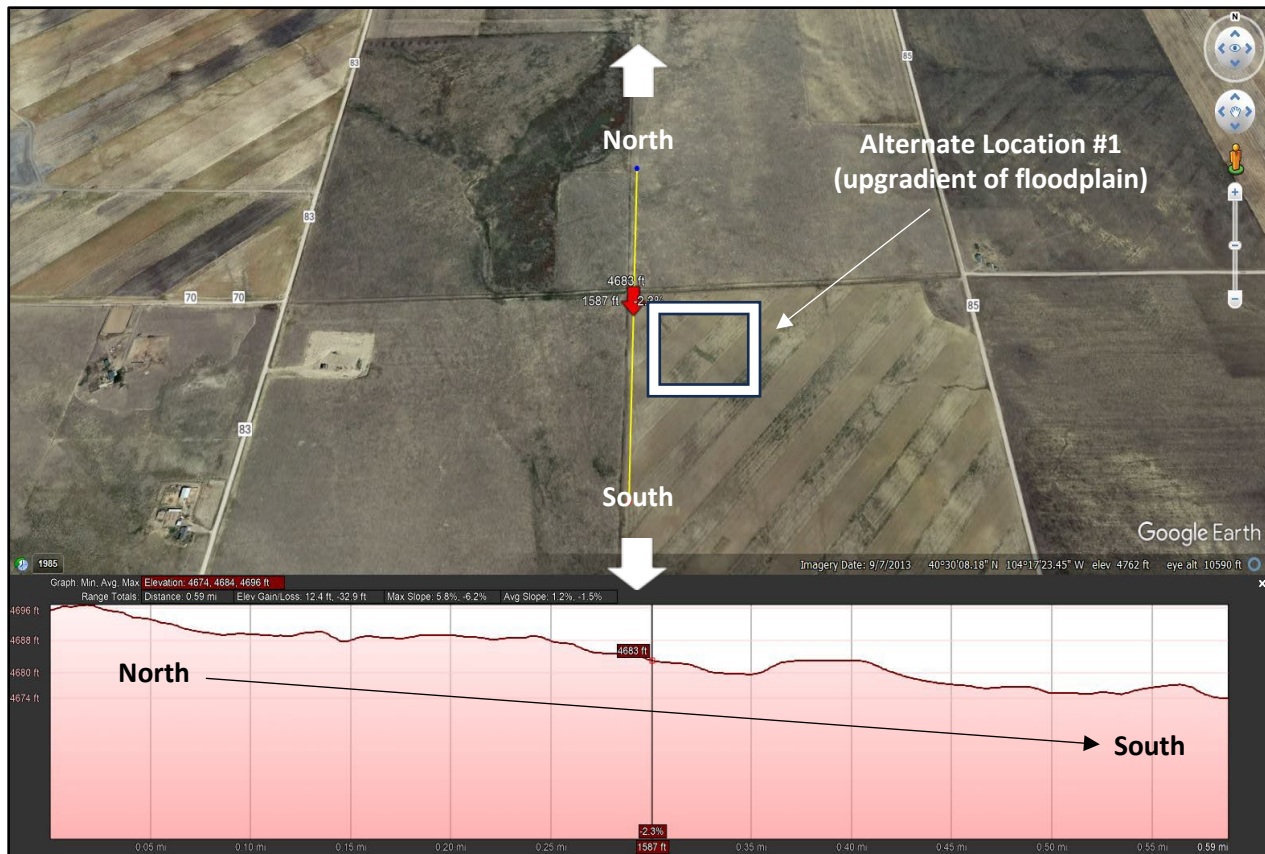 N
83
85
North
Alternate Location #1
(upgradient of floodplain)
83
4683 ft
1587 ft -2.3%
70 70
85
83
South
Google Earth
1985
Imagery Date: 9/7/2013 40°30'08.18" N 104°17'23.45" W elev 4762 ft eye alt 10590 ft
Graph: Min, Avg, Max Elevation: 4674, 4684, 4696 ft
Range Totals: Distance: 0.59 mi Elev Gain/Loss: 12.4 ft, -32.9 ft Max Slope: 5.8%, -6.2% Avg Slope: 1.2%, -1.5%
4696 ft
4688 ft
4683 ft
4680 ft
4674 ft
North
South
-2.3%
0.05 mi 0.10 mi 0.15 mi 0.20 mi 0.25 mi 1587 ft 0.35 mi 0.40 mi 0.45 mi 0.50 mi 0.55 mi 0.59 mi